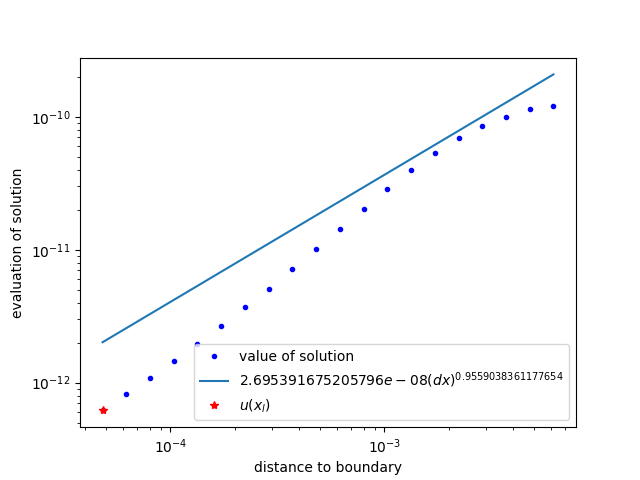 10⁻¹⁰
10⁻¹¹
10⁻¹²
evaluation of solution
value of solution
2.695391675205796e − 08(dx)^0.9559038361177654
u(x_l)
10⁻⁴
10⁻³
distance to boundary